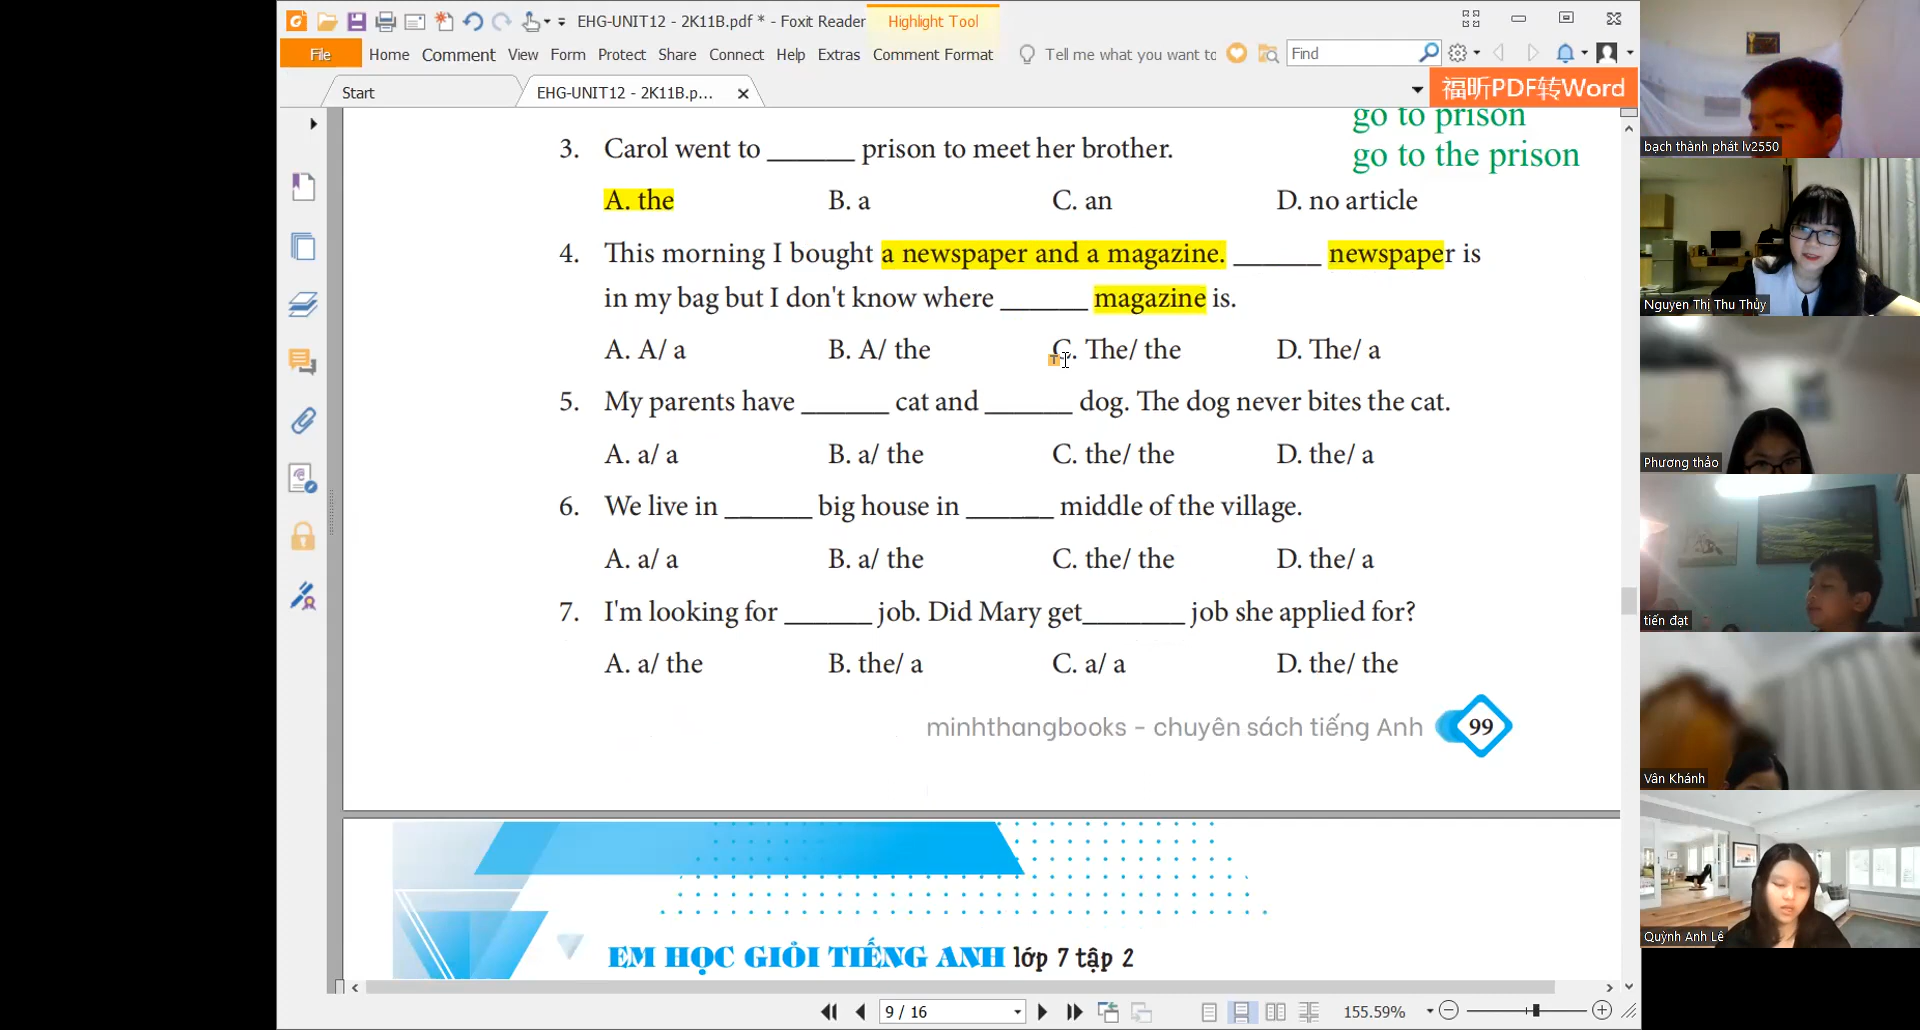 EHG-UNIT12 - 2K11B.pdf * - Foxit Reader
Highlight Tool
File Home Comment View Form Protect Share Connect Help Extras Comment Format Tell me what you want to Find
Start EHG-UNIT12 - 2K11B.p...
福昕PDF转Word
go to prison
3. Carol went to ______ prison to meet her brother.
go to the prison
A. the B. a C. an D. no article
4. This morning I bought a newspaper and a magazine. ______ newspaper is
in my bag but I don't know where ______ magazine is.
A. A/ a B. A/ the C. The/ the D. The/ a
5. My parents have ______ cat and ______ dog. The dog never bites the cat.
A. a/ a B. a/ the C. the/ the D. the/ a
6. We live in ______ big house in ______ middle of the village.
A. a/ a B. a/ the C. the/ the D. the/ a
7. I'm looking for ______ job. Did Mary get_______ job she applied for?
A. a/ the B. the/ a C. a/ a D. the/ the
minhthangbooks - chuyên sách tiếng Anh 99
EM HỌC GIỎI TIẾNG ANH lớp 7 tập 2
9 / 16
155.59%
bạch thành phát lv2550
Nguyen Thị Thu Thủy
Phương thảo
tiến đạt
Vân Khánh
Quỳnh Anh Lê